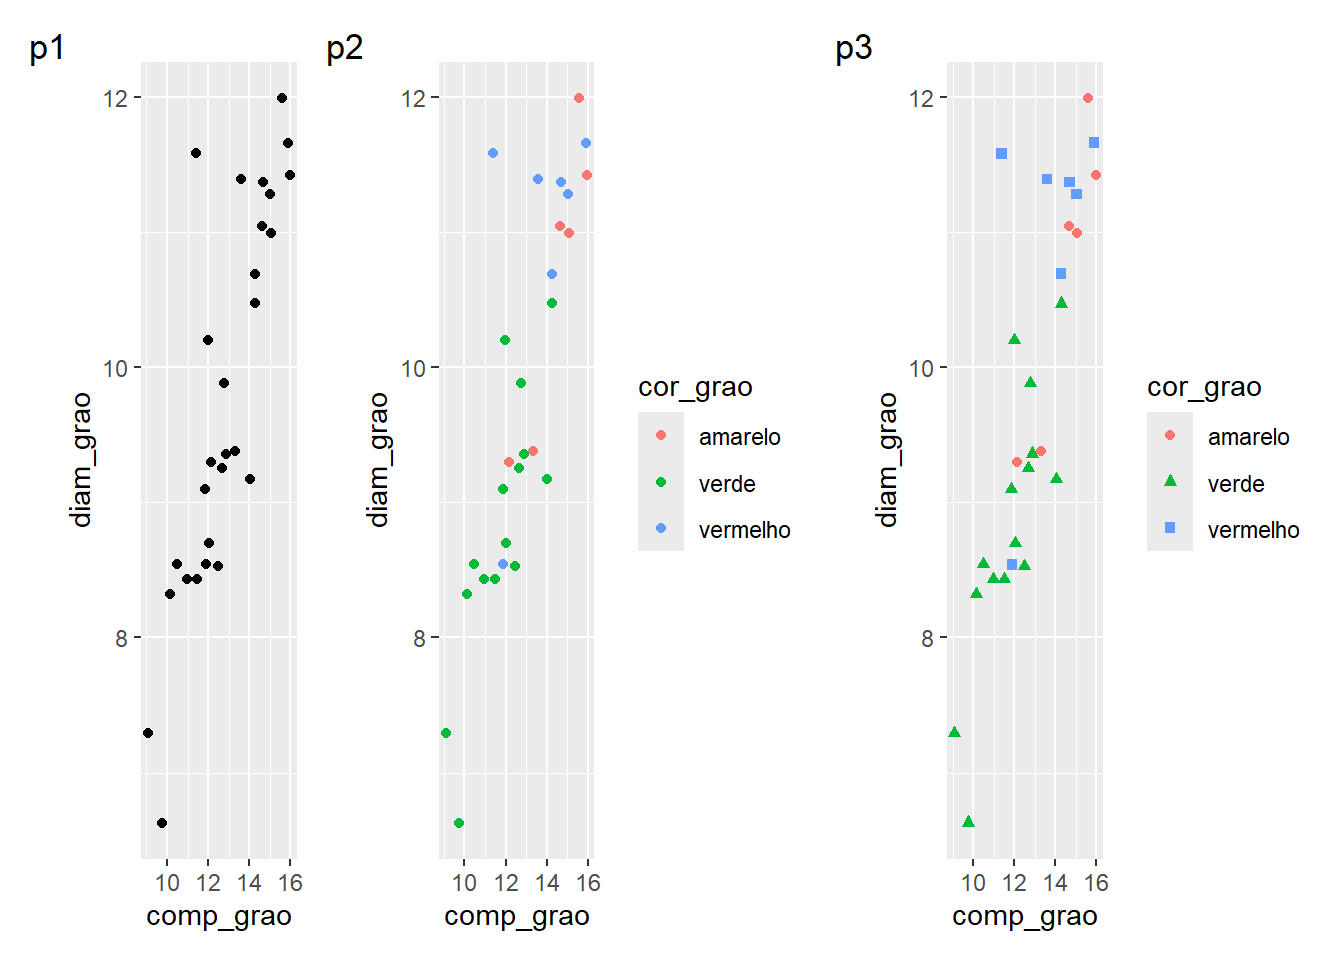 p1
12
10
8
diam_grao
10 12 14 16
comp_grao
p2
12
10
8
diam_grao
10 12 14 16
comp_grao
cor_grao
amarelo
verde
vermelho
p3
12
10
8
diam_grao
10 12 14 16
comp_grao
cor_grao
amarelo
verde
vermelho